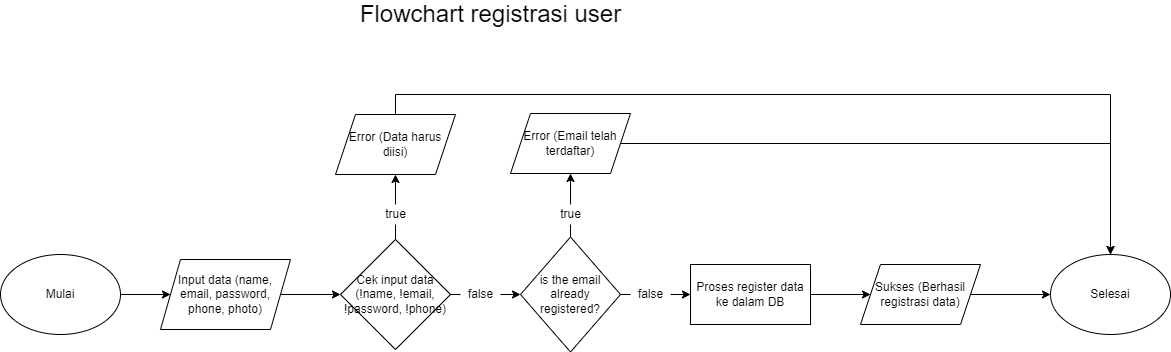 Flowchart registrasi user
Error (Data harus
diisi)
Error (Email telah
terdaftar)
true
true
Mulai
Input data (name,
email, password,
phone, photo)
Cek input data
(!name, !email,
!password, !phone)
false
is the email
already
registered?
false
Proses register data
ke dalam DB
Sukses (Berhasil
registrasi data)
Selesai